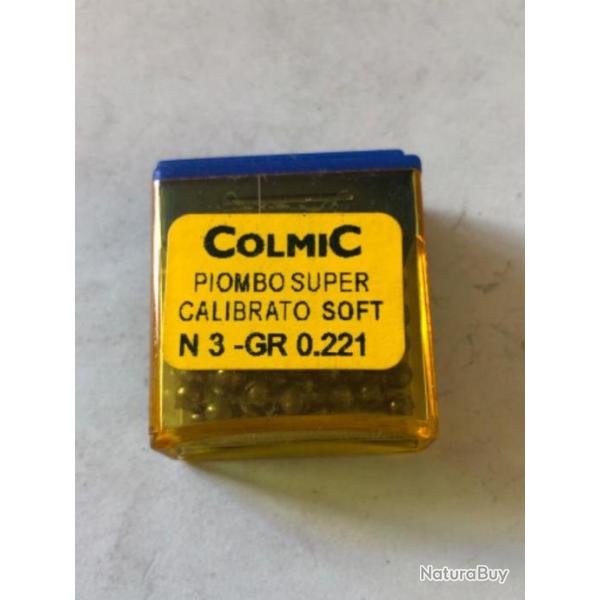 COLMIC
PIOMBO SUPER
CALIBRATO SOFT
N 3 -GR 0.221
NaturaBuy